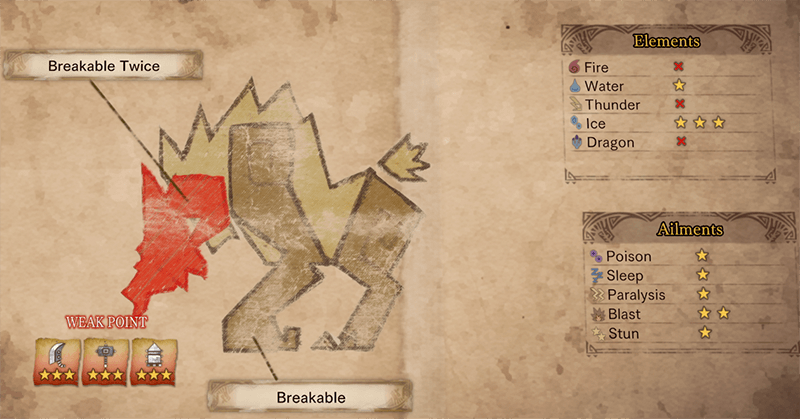 Breakable Twice
WEAK POINT
Breakable
Elements
Fire
Water
Thunder
Ice
Dragon
Ailments
Poison
Sleep
Paralysis
Blast
Stun